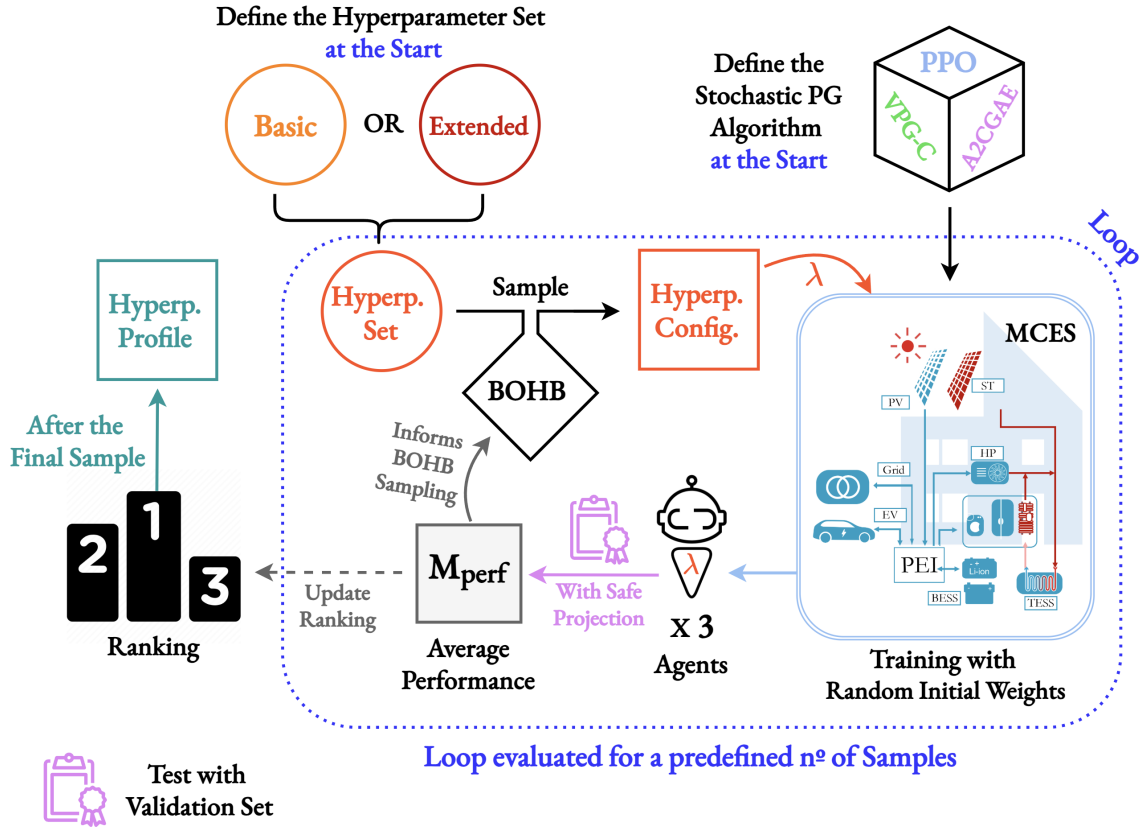 Define the Hyperparameter Set
at the Start
Basic
OR
Extended
Define the
Stochastic PG
Algorithm
at the Start
PPO
VPG-C
A2CGAE
Loop
Hyperp.
Profile
After the
Final Sample
Hyperp.
Set
Sample
BOHB
Hyperp.
Config.
λ
MCES
PV
ST
HP
Grid
EV
PEI
Li-ion
BESS
TESS
Informs
BOHB
Sampling
Mperf
With Safe
Projection
λ
x 3
Agents
Update
Ranking
2
1
3
Ranking
Average
Performance
Training with
Random Initial Weights
Loop evaluated for a predefined nº of Samples
Test with
Validation Set